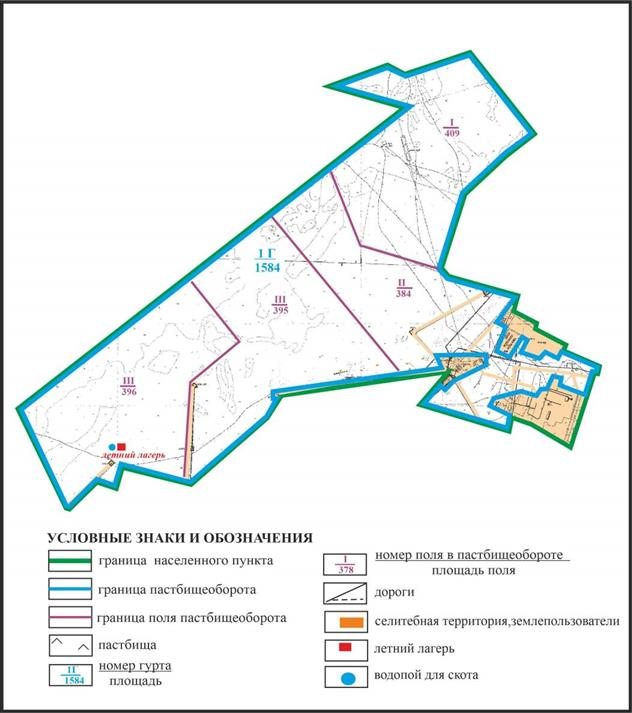 I
409
1 Г
1584
II
384
III
395
III
396
летний лагерь
УСЛОВНЫЕ ЗНАКИ И ОБОЗНАЧЕНИЯ
граница населенного пункта
граница пастбищеоборота
граница поля пастбищеоборота
пастбища
1Г
1584
номер гурта
площадь
I
378
номер поля в пастбищеобороте
площадь поля
дороги
селитебная территория,землепользователи
летний лагерь
водопой для скота